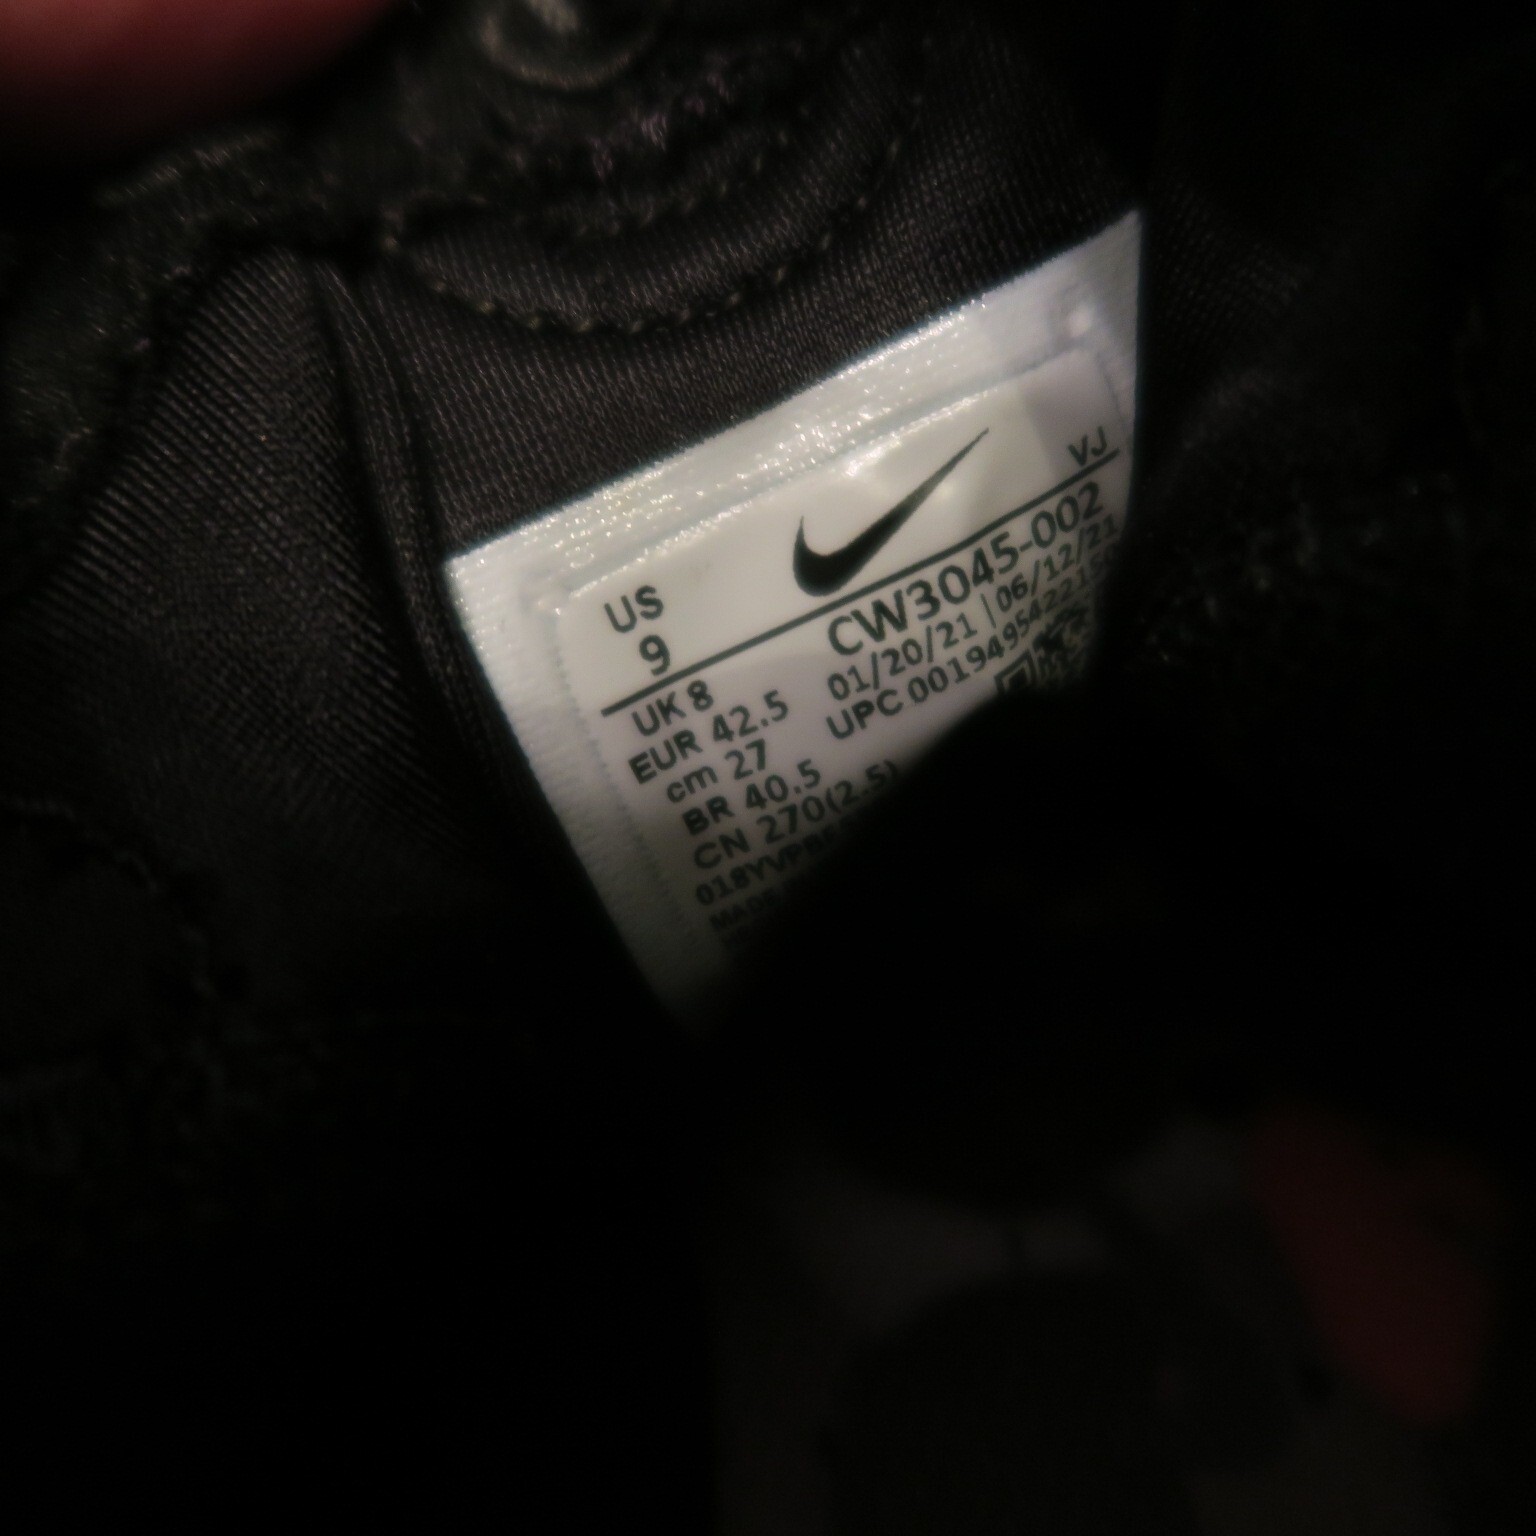 US
9
VJ
UK 8
EUR 42.5
cm 27
BR 40.5
CN 270(2.5)
CW3045-002
01/20/21 | 06/12/21
UPC